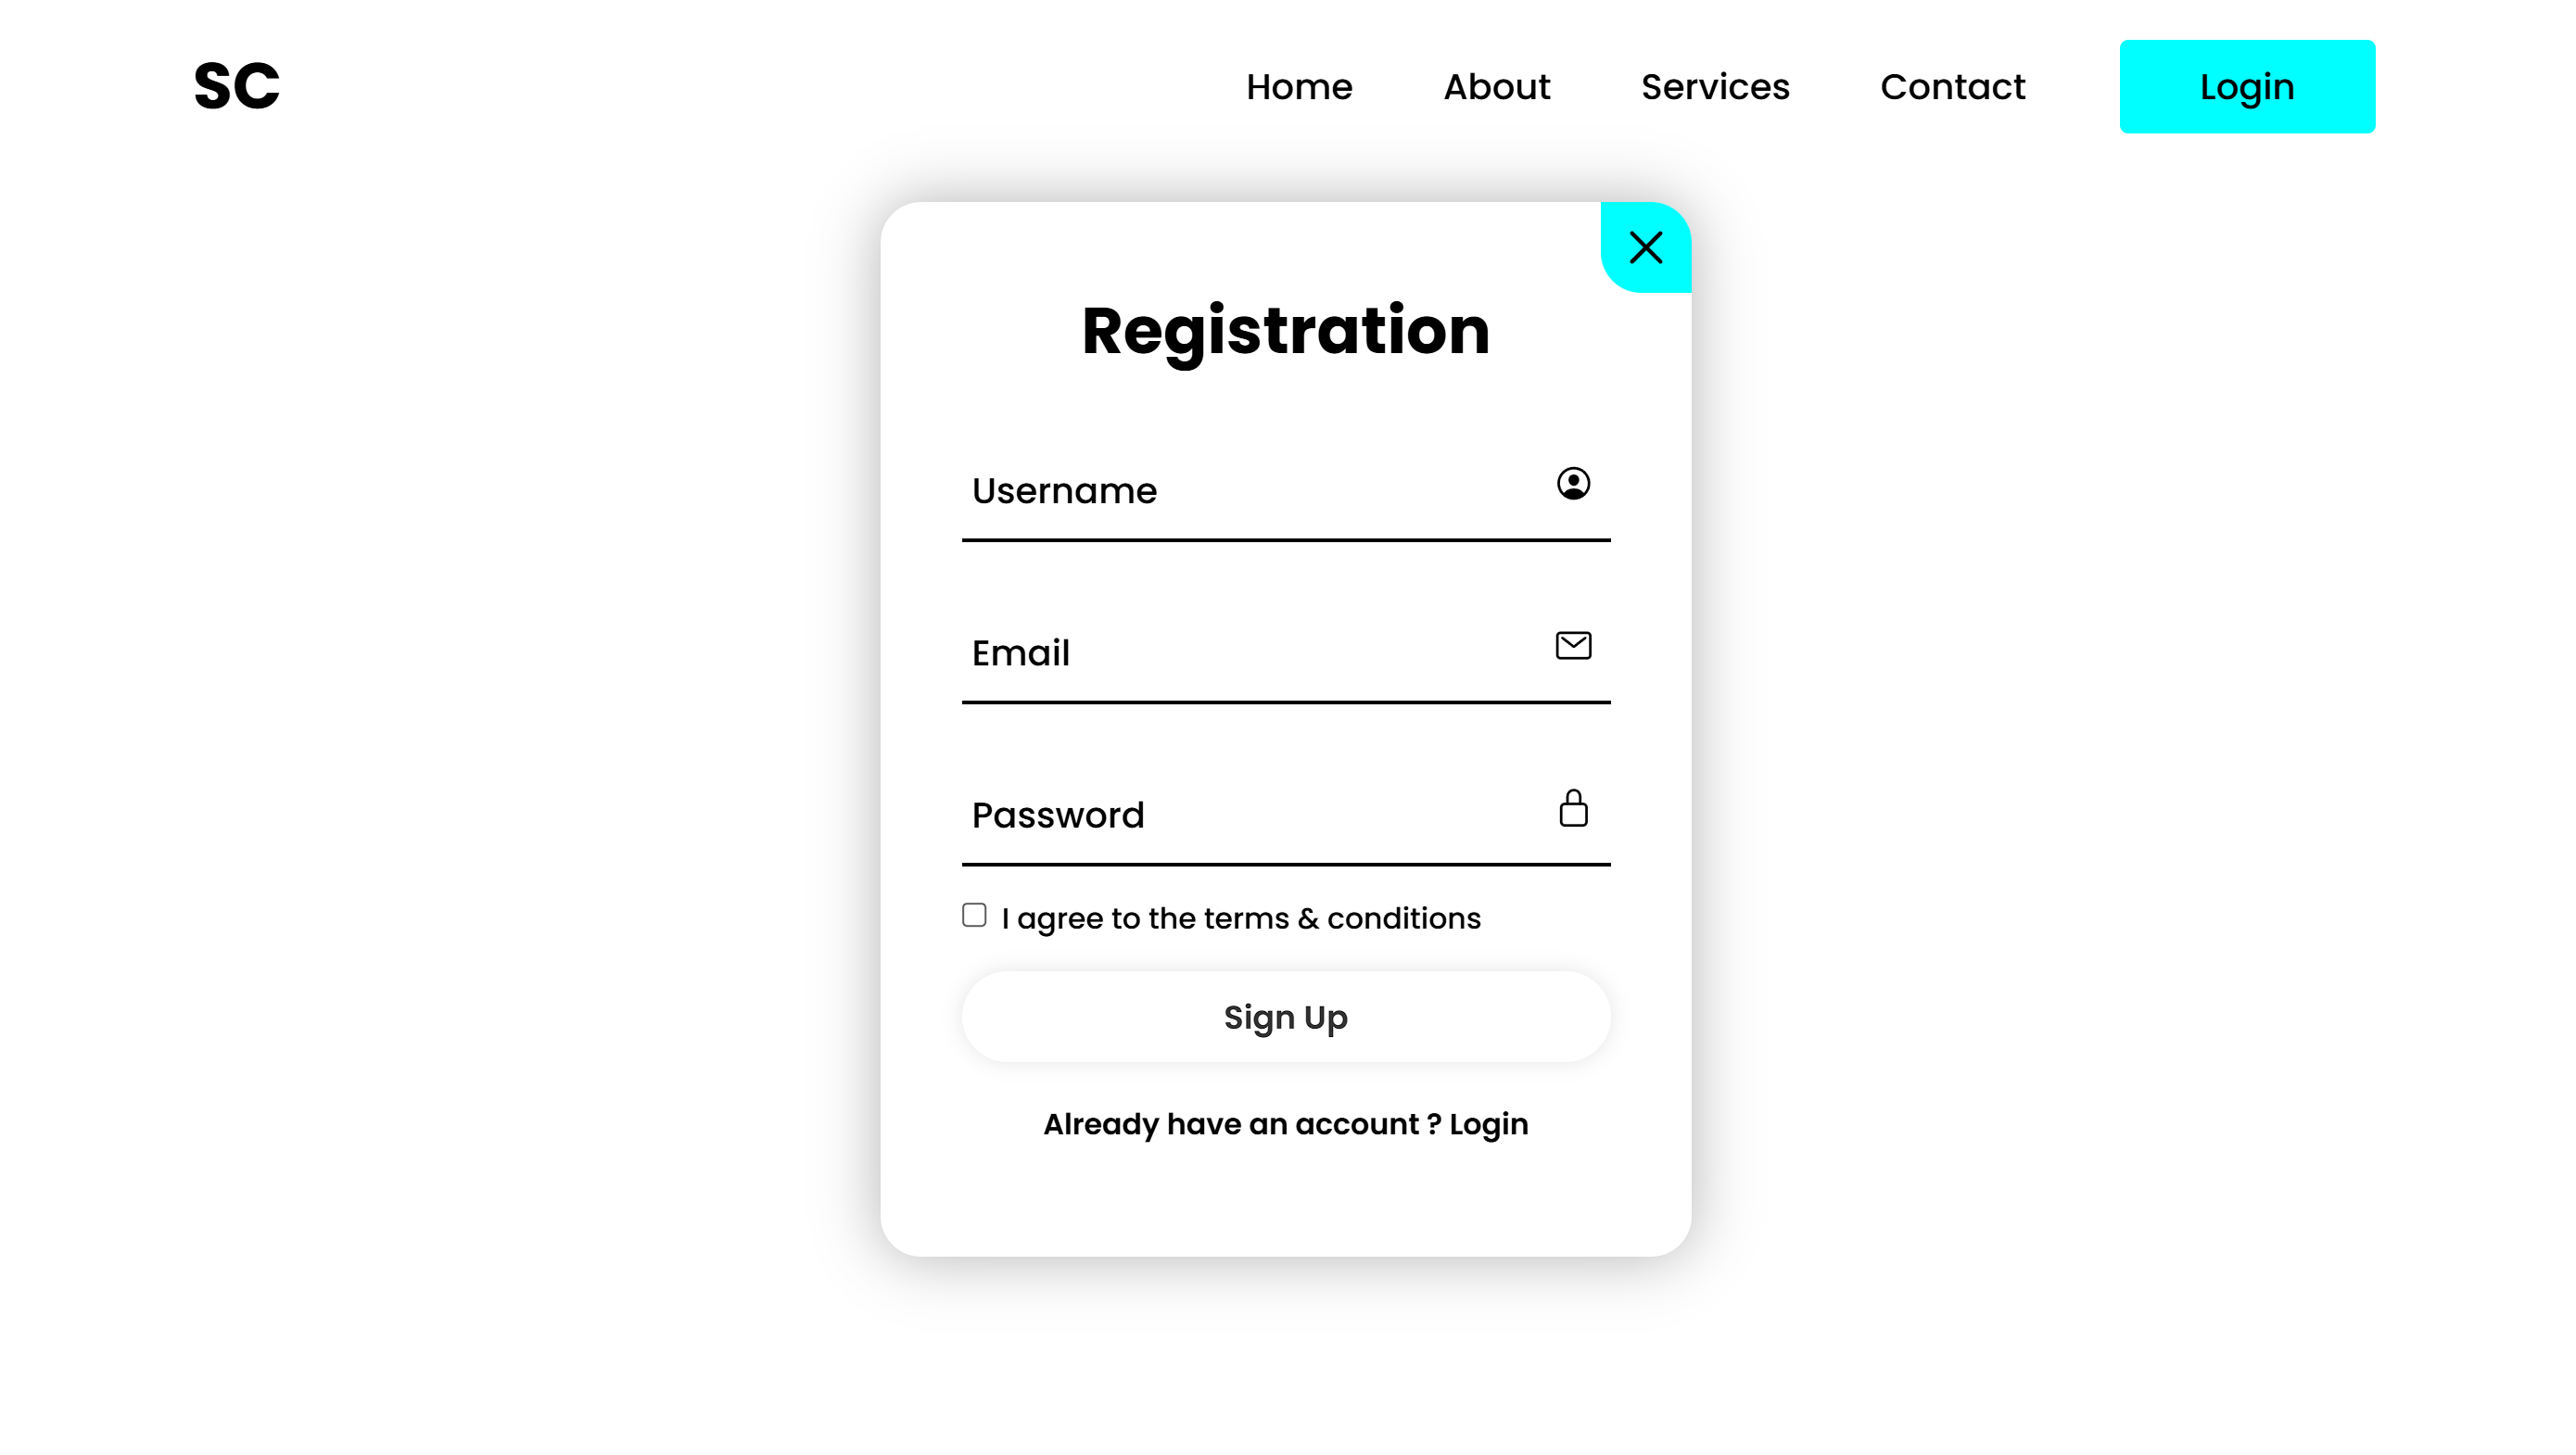 SC
Home About Services Contact Login
Registration
Username
Email
Password
I agree to the terms & conditions
Sign Up
Already have an account ? Login